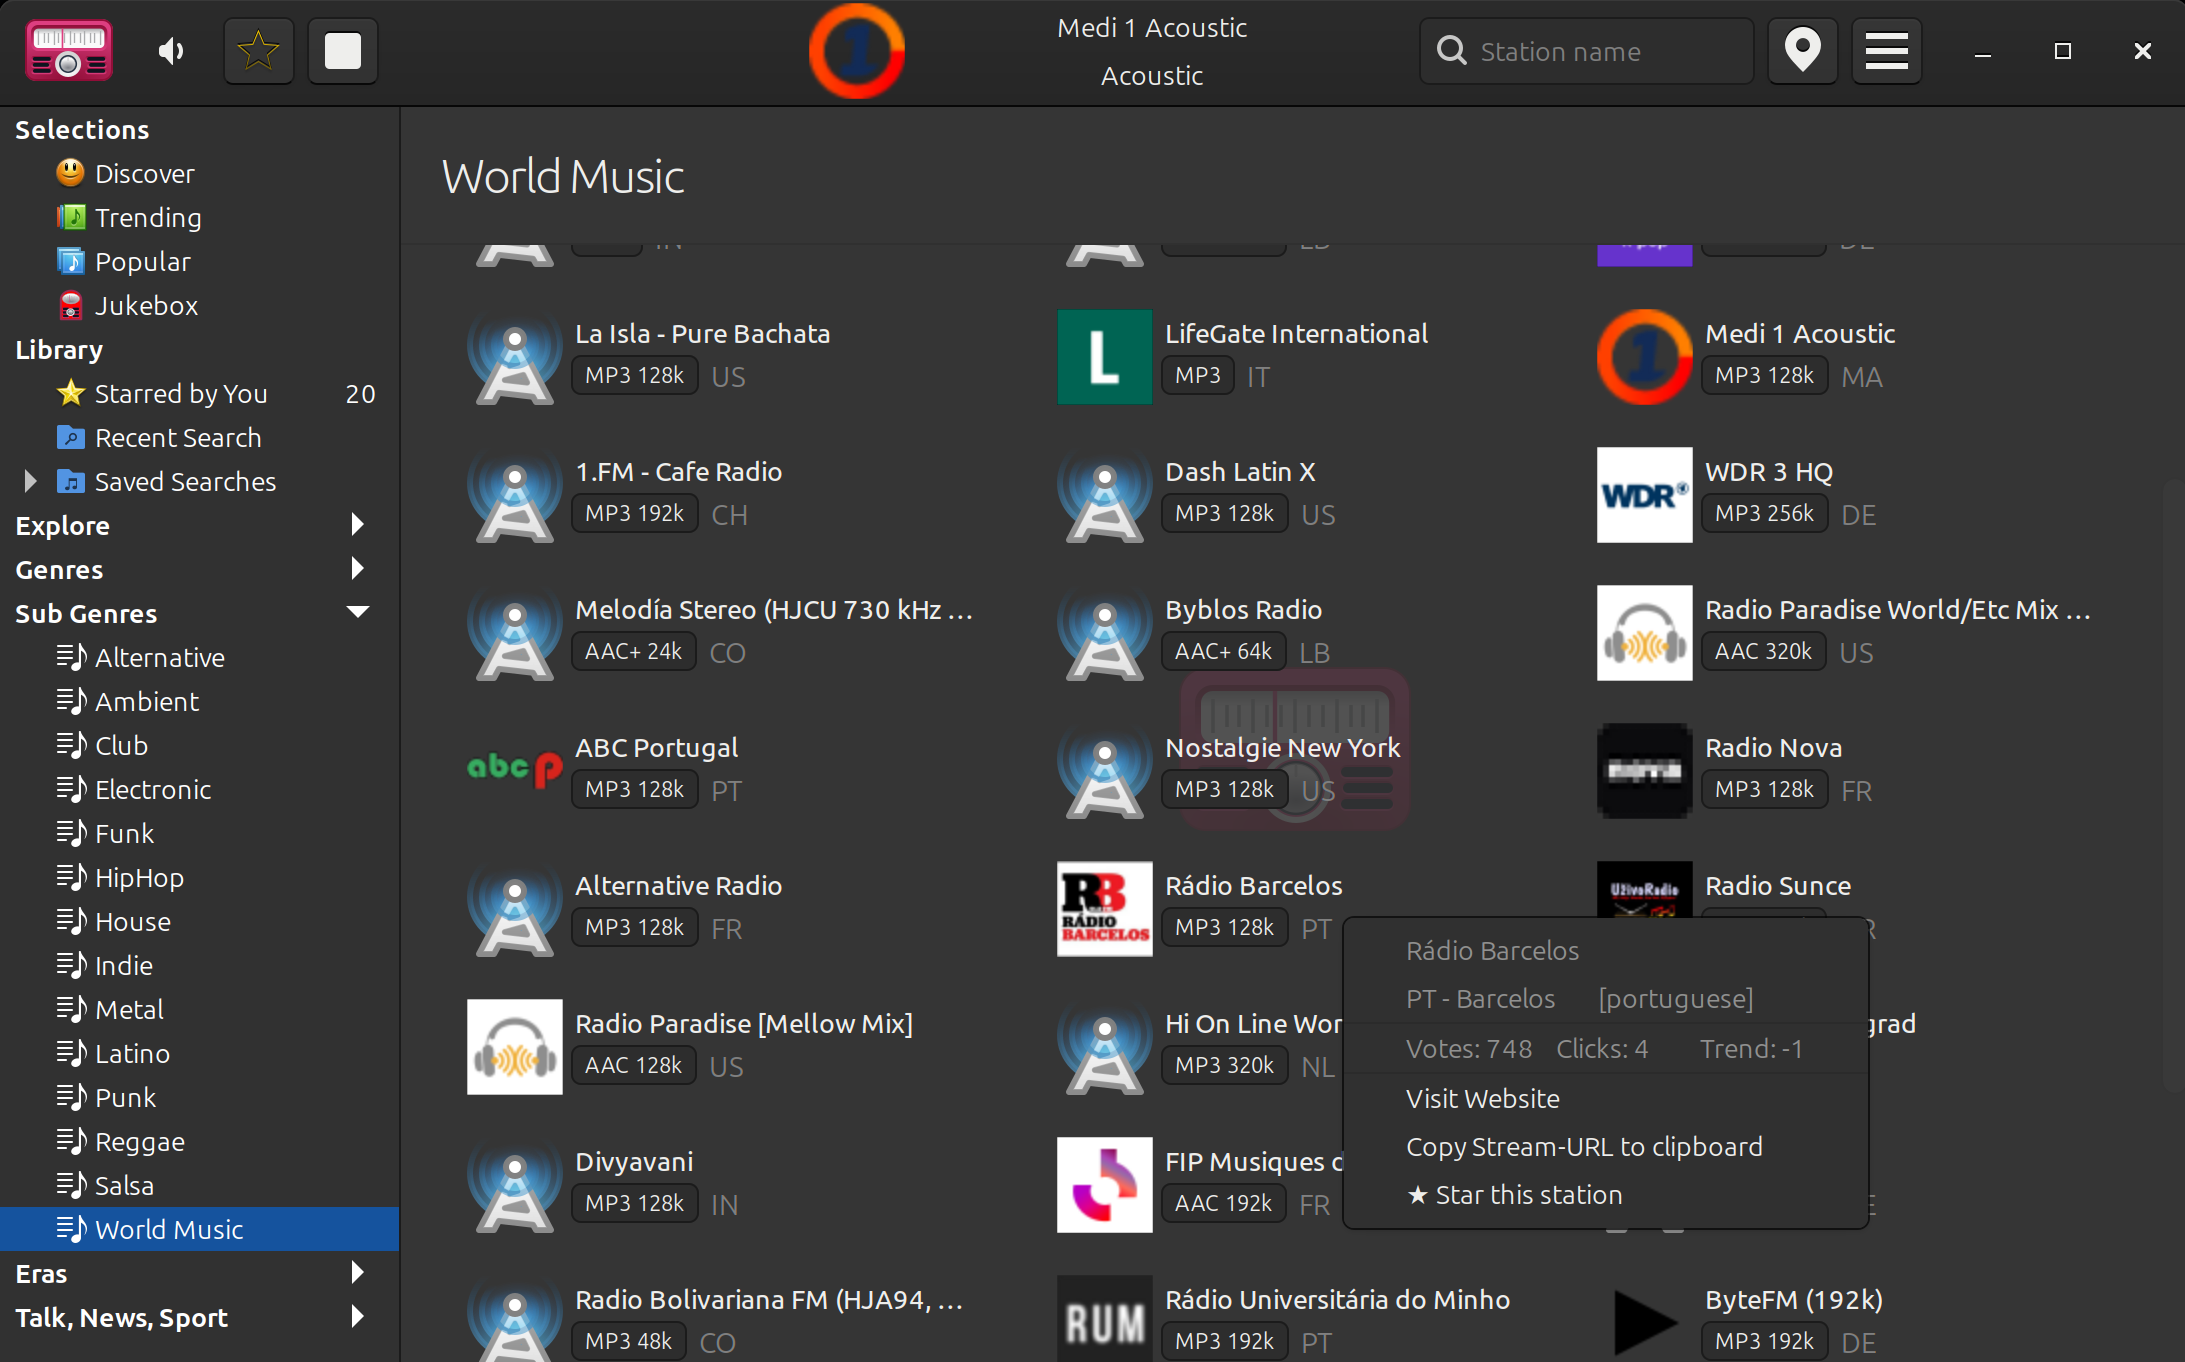 Medi 1 Acoustic
Acoustic
Station name
Selections
Discover
Trending
Popular
Jukebox
Library
Starred by You 20
Recent Search
Saved Searches
Explore
Genres
Sub Genres
Alternative
Ambient
Club
Electronic
Funk
HipHop
House
Indie
Metal
Latino
Punk
Reggae
Salsa
World Music
Eras
Talk, News, Sport
World Music
La Isla - Pure Bachata
MP3 128k US
LifeGate International
MP3 IT
Medi 1 Acoustic
MP3 128k MA
1.FM - Cafe Radio
MP3 192k CH
Dash Latin X
MP3 128k US
WDR
WDR 3 HQ
MP3 256k DE
Melodía Stereo (HJCU 730 kHz ...
AAC+ 24k CO
Byblos Radio
AAC+ 64k LB
Radio Paradise World/Etc Mix ...
AAC 320k US
abc p
ABC Portugal
MP3 128k PT
Nostalgie New York
MP3 128k US
Radio Nova
MP3 128k FR
Alternative Radio
MP3 128k FR
RB
RÁDIO
BARCELOS
Rádio Barcelos
MP3 128k PT
UživoRadio
Radio Sunce
Radio Paradise [Mellow Mix]
AAC 128k US
Hi On Line Wor
MP3 320k NL
grad
Divyavani
MP3 128k IN
FIP Musiques
AAC 192k FR
Radio Bolivariana FM (HJA94, ...
MP3 48k CO
RUM
Rádio Universitária do Minho
MP3 192k PT
ByteFM (192k)
MP3 192k DE
Rádio Barcelos
PT - Barcelos [portuguese]
Votes: 748 Clicks: 4 Trend: -1
Visit Website
Copy Stream-URL to clipboard
★ Star this station